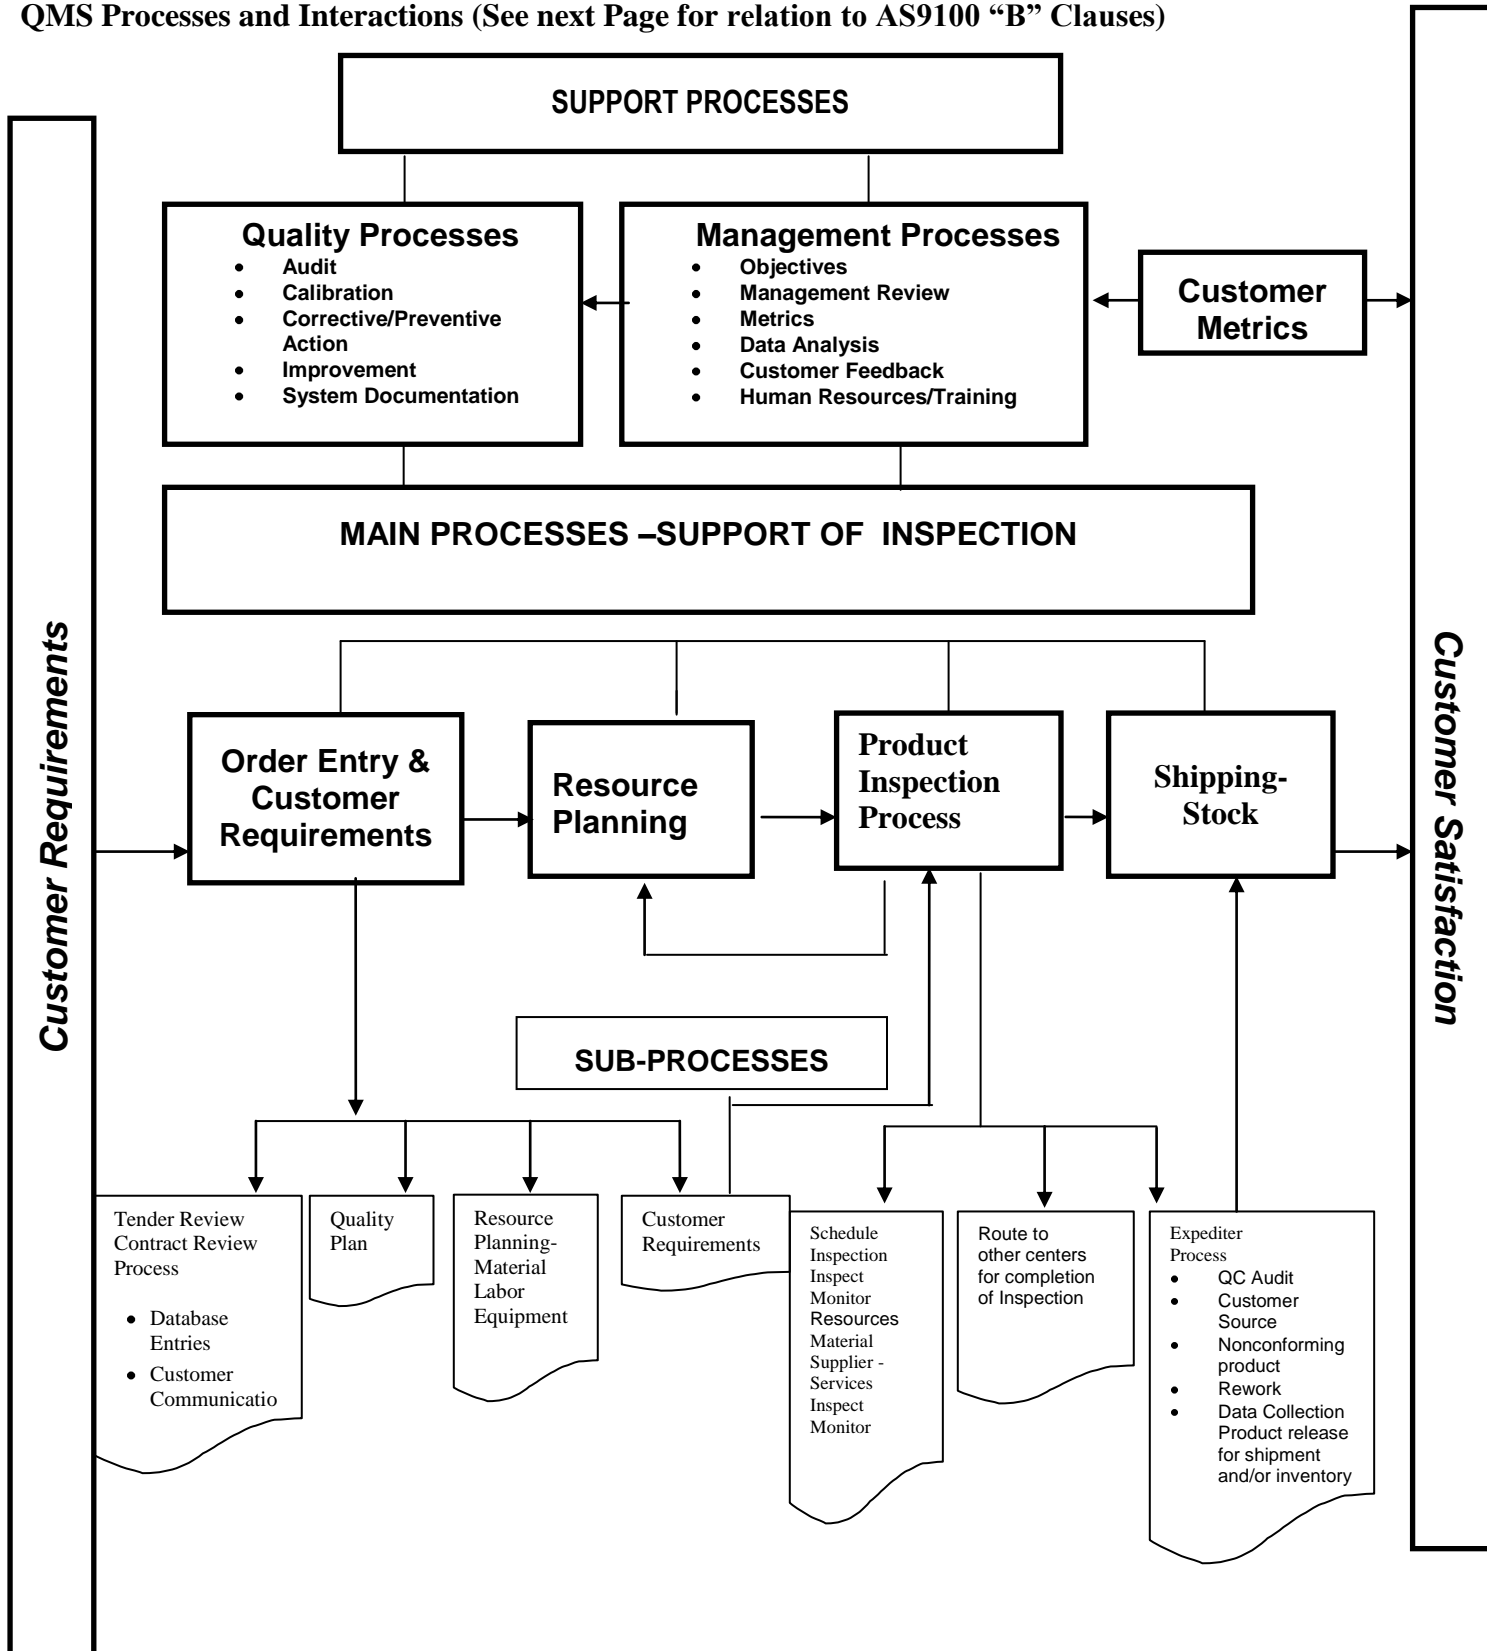 QMS Processes and Interactions (See next Page for relation to AS9100 “B” Clauses)
SUPPORT PROCESSES
Quality Processes
• Audit
• Calibration
• Corrective/Preventive
Action
• Improvement
• System Documentation
Management Processes
• Objectives
• Management Review
• Metrics
• Data Analysis
• Customer Feedback
• Human Resources/Training
Customer
Metrics
MAIN PROCESSES –SUPPORT OF INSPECTION
Customer Requirements
Order Entry &
Customer
Requirements
Resource
Planning
Product
Inspection
Process
Shipping-
Stock
Customer Satisfaction
SUB-PROCESSES
Tender Review
Contract Review
Process
• Database
Entries
• Customer
Communicatio
Quality
Plan
Resource
Planning-
Material
Labor
Equipment
Customer
Requirements
Schedule
Inspection
Inspect
Monitor
Resources
Material
Supplier -
Services
Inspect
Monitor
Route to
other centers
for completion
of Inspection
Expediter
Process
• QC Audit
• Customer
Source
• Nonconforming
product
• Rework
• Data Collection
Product release
for shipment
and/or inventory